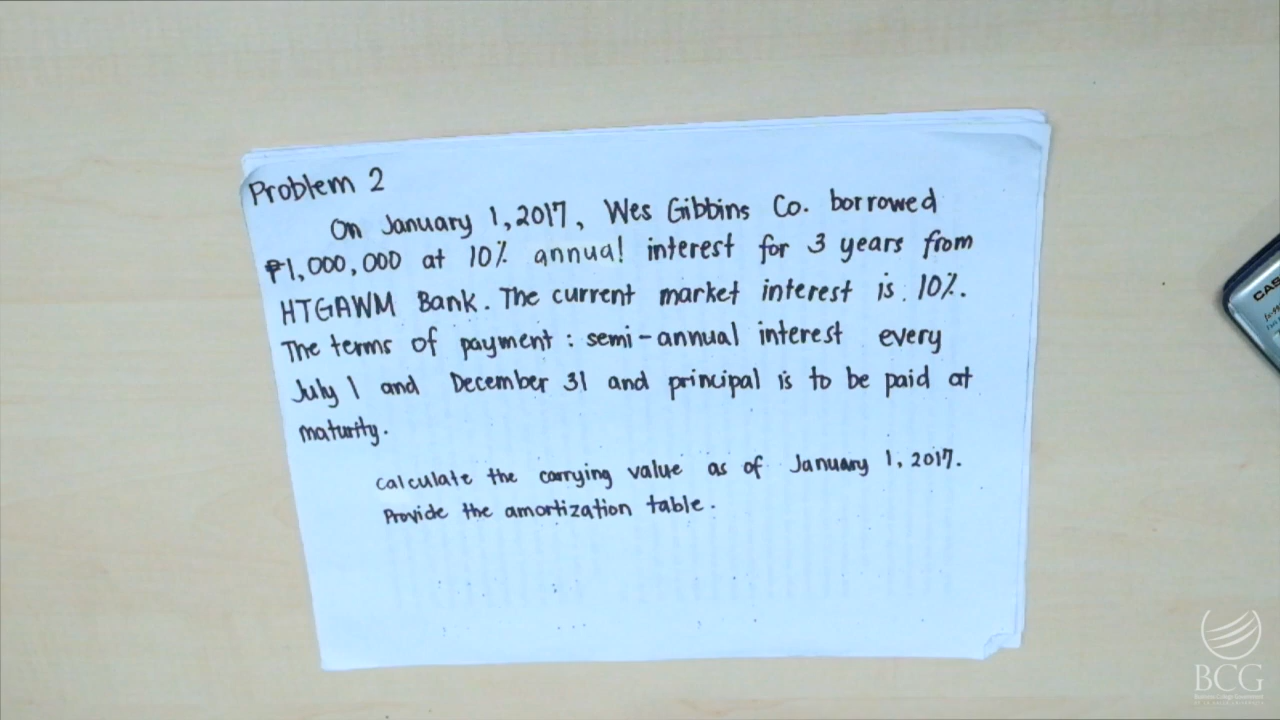 Problem 2
On January 1, 2017, Wes Gibbins Co. borrowed
₱1,000,000 at 10% annual interest for 3 years from
HTGAWM Bank. The current market interest is 10%.
The terms of payment : semi-annual interest every
July 1 and December 31 and principal is to be paid at
maturity.
Calculate the carrying value as of January 1, 2017.
Provide the amortization table.
BCG